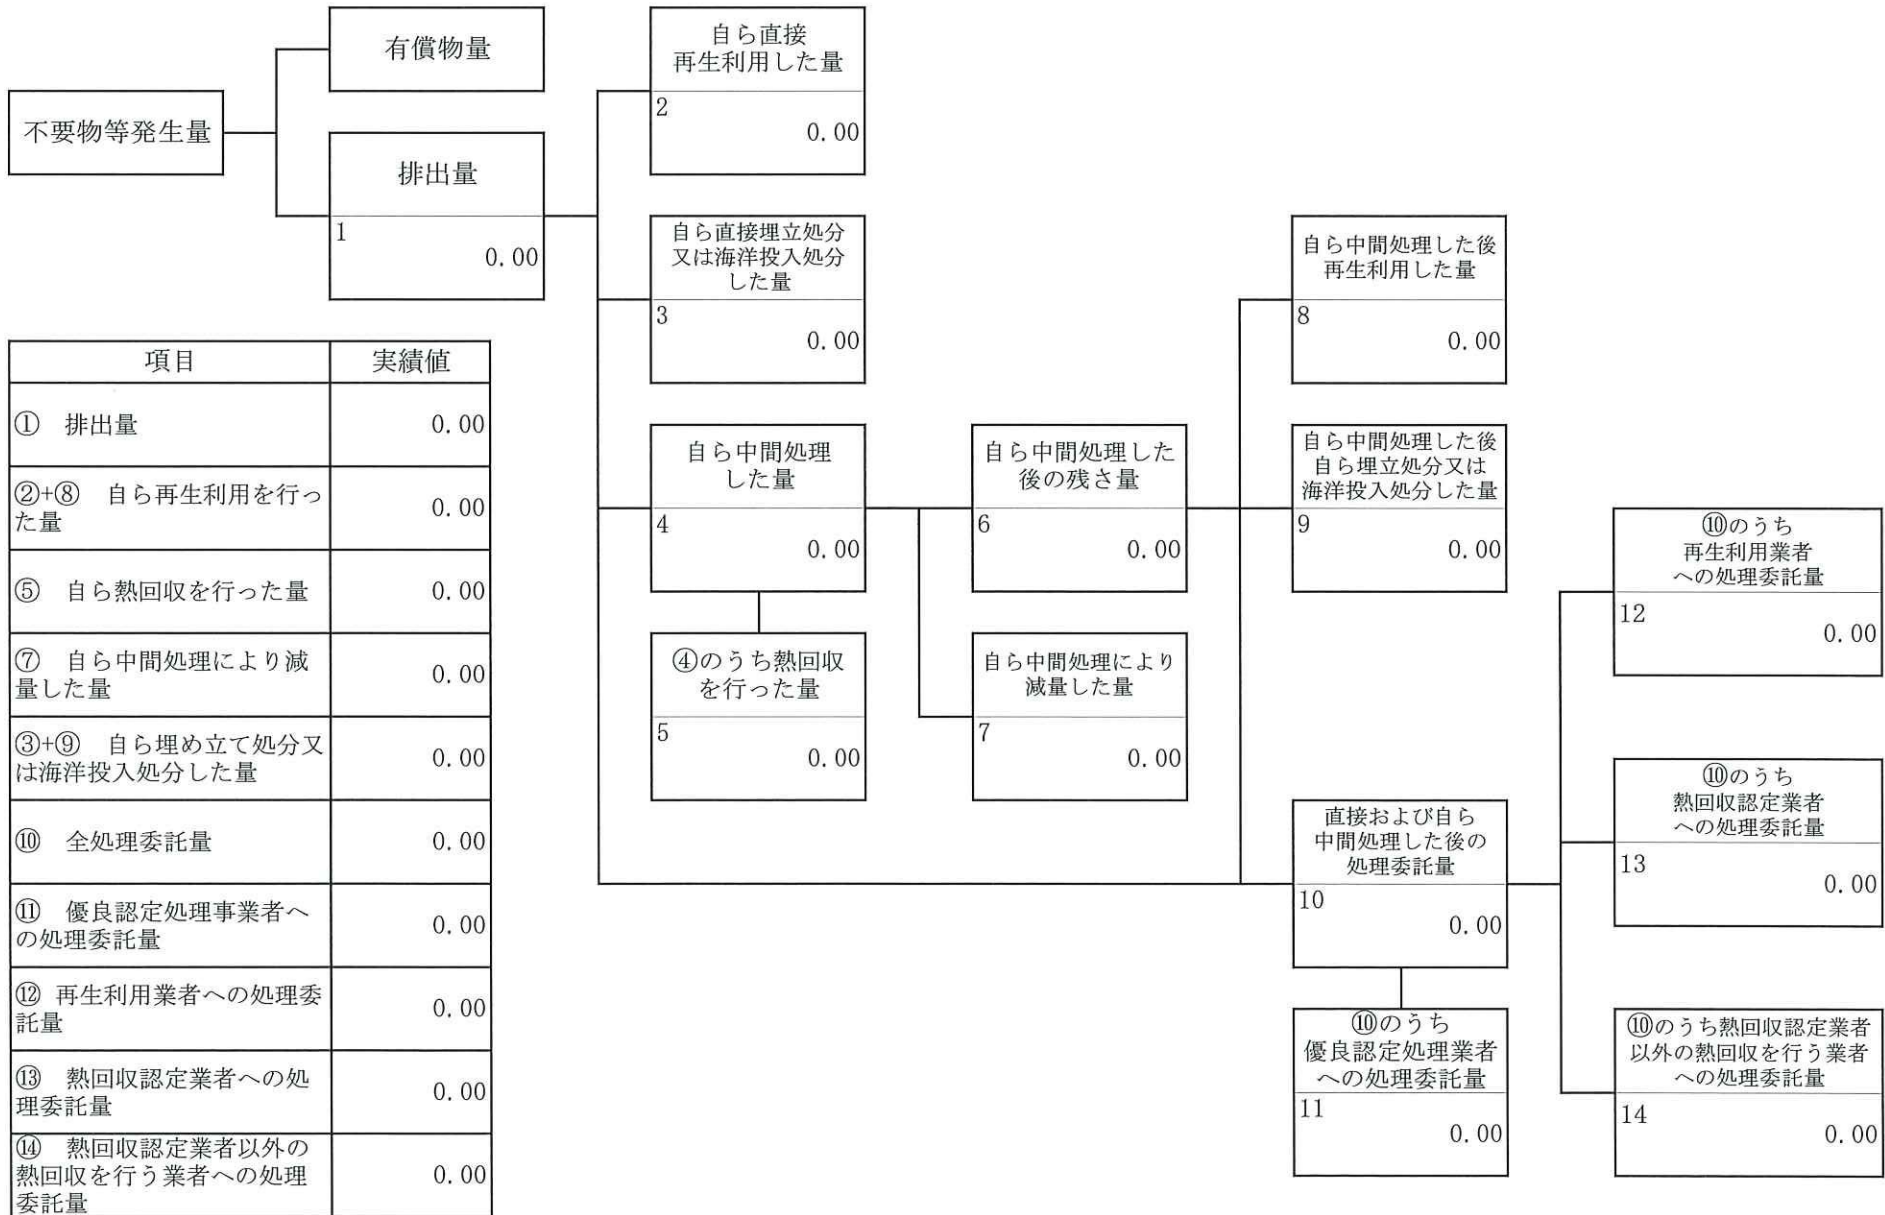 不要物等発生量
有償物量
排出量
1
0.00
自ら直接
再生利用した量
2
0.00
自ら直接埋立処分
又は海洋投入処分
した量
3
0.00
自ら中間処理
した量
4
0.00
④のうち熱回収
を行った量
5
0.00
自ら中間処理した
後の残さ量
6
0.00
自ら中間処理により
減量した量
7
0.00
自ら中間処理した後
再生利用した量
8
0.00
自ら中間処理した後
自ら埋立処分又は
海洋投入処分した量
9
0.00
直接および自ら
中間処理した後の
処理委託量
10
0.00
⑩のうち
優良認定処理業者
への処理委託量
11
0.00
⑩のうち
再生利用業者
への処理委託量
12
0.00
⑩のうち
熱回収認定業者
への処理委託量
13
0.00
⑩のうち熱回収認定業者
以外の熱回収を行う業者
への処理委託量
14
0.00
項目 実績値
① 排出量 0.00
②+⑧ 自ら再生利用を行っ
た量 0.00
⑤ 自ら熱回収を行った量 0.00
⑦ 自ら中間処理により減
量した量 0.00
③+⑨ 自ら埋め立て処分又
は海洋投入処分した量 0.00
⑩ 全処理委託量 0.00
⑪ 優良認定処理事業者へ
の処理委託量 0.00
⑫ 再生利用業者への処理委
託量 0.00
⑬ 熱回収認定業者への処
理委託量 0.00
⑭ 熱回収認定業者以外の
熱回収を行う業者への処理
委託量 0.00